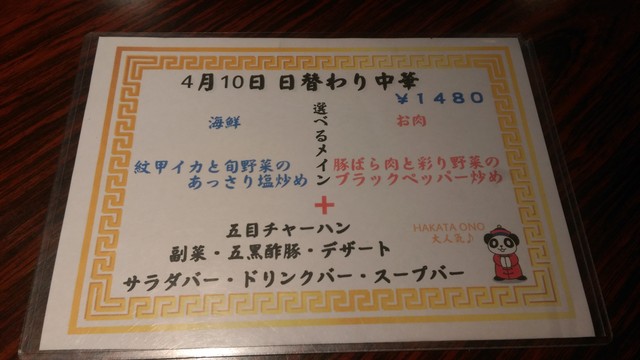 4月10日 日替わり中華
¥1480
選べるメイン
海鮮
紋甲イカと旬野菜の
あっさり塩炒め
お肉
豚ばら肉と彩り野菜の
ブラックペッパー炒め
+
五目チャーハン
副菜・五黒酢豚・デザート
サラダバー・ドリンクバー・スープバー
HAKATA ONO
大人気♪